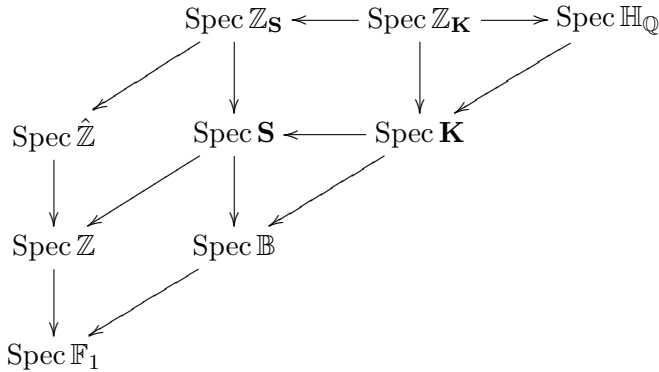 Spec ℤ_𝐒 Spec ℤ_𝐊 Spec ℍ_ℚ
Spec ℤ̂ Spec 𝐒 Spec 𝐊
Spec ℤ Spec 𝔹
Spec 𝔽₁